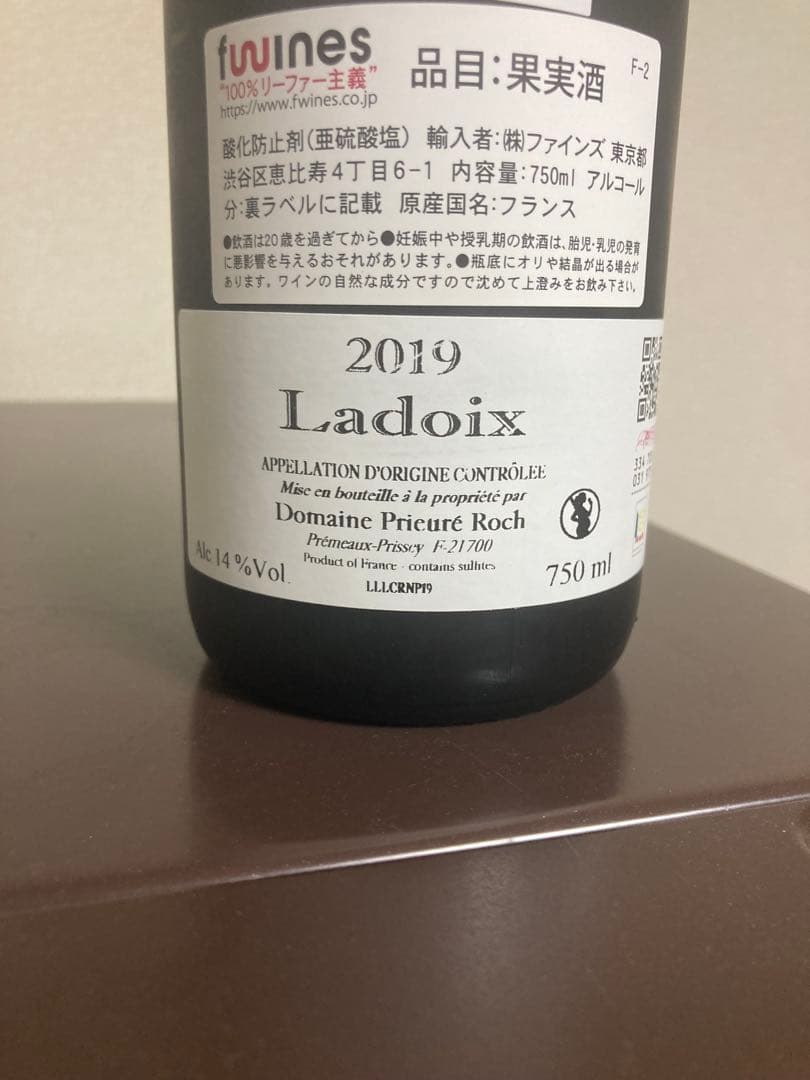 fwines
"100%リーファー主義"
https://www.fwines.co.jp
品目:果実酒
F-2
酸化防止剤(亜硫酸塩) 輸入者:(株)ファインズ 東京都
渋谷区恵比寿4丁目6-1 内容量:750ml アルコール
分:裏ラベルに記載 原産国名:フランス
●飲酒は20歳を過ぎてから●妊娠中や授乳期の飲酒は、胎児・乳児の発育
に悪影響を与えるおそれがあります。●瓶底にオリや結晶が出る場合が
あります。ワインの自然な成分ですので沈めて上澄みをお飲み下さい。
2019
Ladoix
APPELLATION D'ORIGINE CONTRÔLÉE
Mise en bouteille à la propriété par
Domaine Prieuré Roch
Prémeaux-Prissey F-21700
Product of France - contains sulfites
Alc 14 %Vol.
750 ml
LLLCRNP19